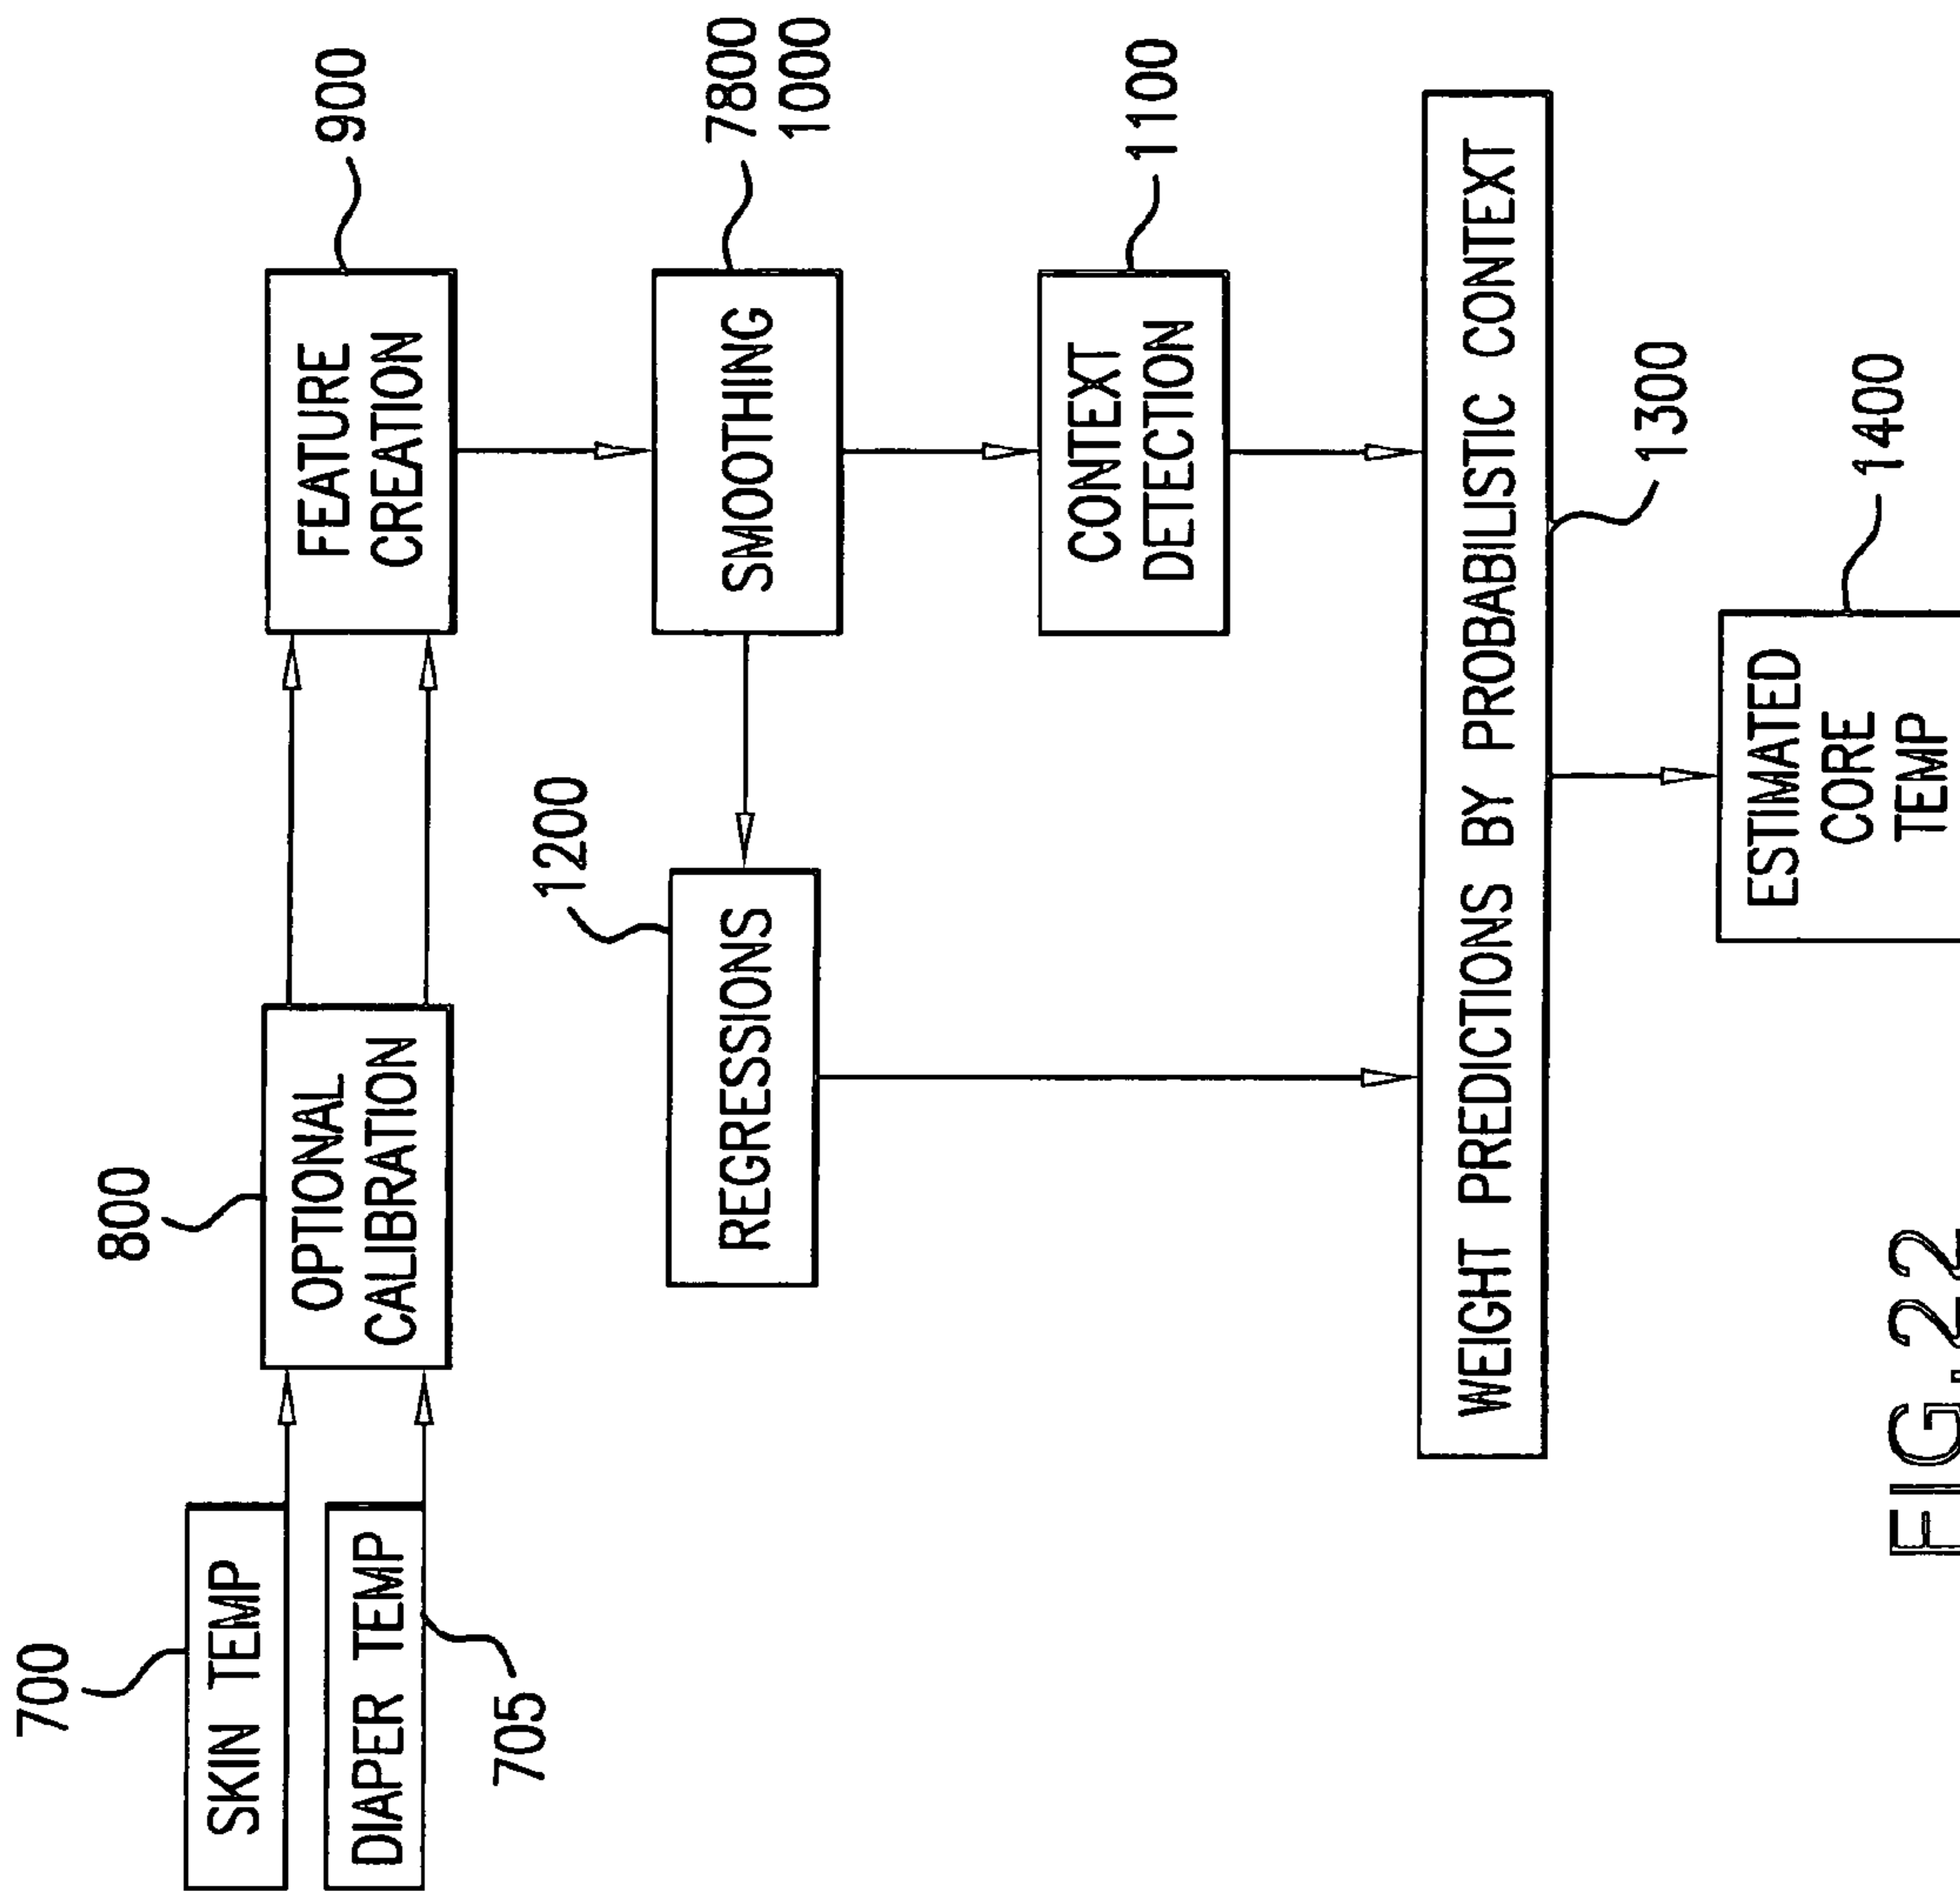 700
SKIN TEMP
DIAPER TEMP
705
800
OPTIONAL
CALIBRATION
900
FEATURE
CREATION
7800
1000
SMOOTHING
1200
REGRESSIONS
1100
CONTEXT
DETECTION
WEIGHT PREDICTIONS BY PROBABILISTIC CONTEXT
1300
1400
ESTIMATED
CORE
TEMP
FIG.22